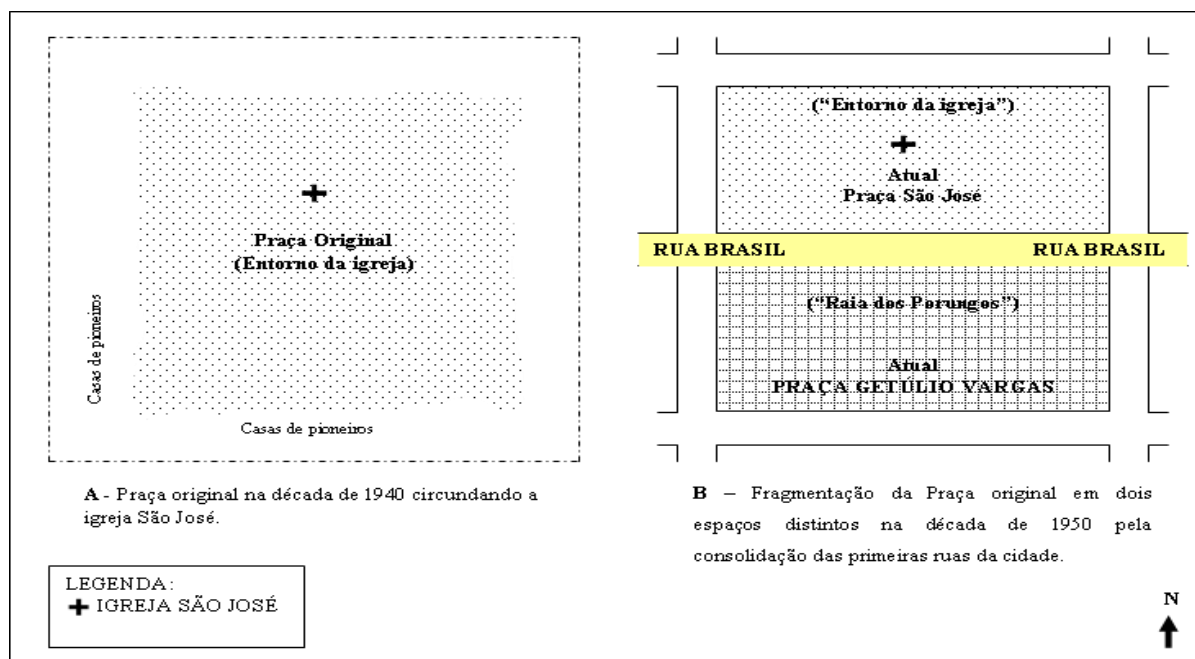 Praça Original
(Entorno da igreja)
Casas de pioneiros
Casas de pioneiros
A - Praça original na década de 1940 circundando a
igreja São José.
LEGENDA:
IGREJA SÃO JOSÉ
("Entorno da igreja")
Atual
Praça São José
RUA BRASIL
RUA BRASIL
("Raia dos Porungos")
Atual
PRAÇA GETÚLIO VARGAS
B – Fragmentação da Praça original em dois
espaços distintos na década de 1950 pela
consolidação das primeiras ruas da cidade.
N